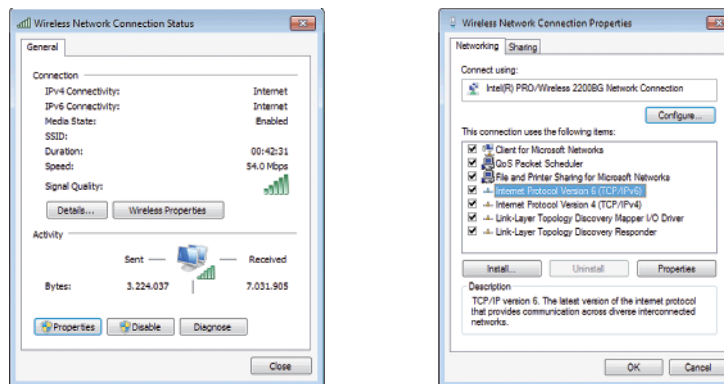 Wireless Network Connection Status
General
Connection
IPv4 Connectivity: Internet
IPv6 Connectivity: Internet
Media State: Enabled
SSID:
Duration: 00:42:31
Speed: 54.0 Mbps
Signal Quality:
Details... Wireless Properties
Activity
Sent Received
Bytes: 3.224.037 7.031.905
Properties Disable Diagnose
Close
Wireless Network Connection Properties
Networking Sharing
Connect using:
Intel(R) PRO/Wireless 2200BG Network Connection
Configure...
This connection uses the following items:
Client for Microsoft Networks
QoS Packet Scheduler
File and Printer Sharing for Microsoft Networks
Internet Protocol Version 6 (TCP/IPv6)
Internet Protocol Version 4 (TCP/IPv4)
Link-Layer Topology Discovery Mapper I/O Driver
Link-Layer Topology Discovery Responder
Install... Uninstall Properties
Description
TCP/IP version 6. The latest version of the internet protocol
that provides communication across diverse interconnected
networks.
OK Cancel